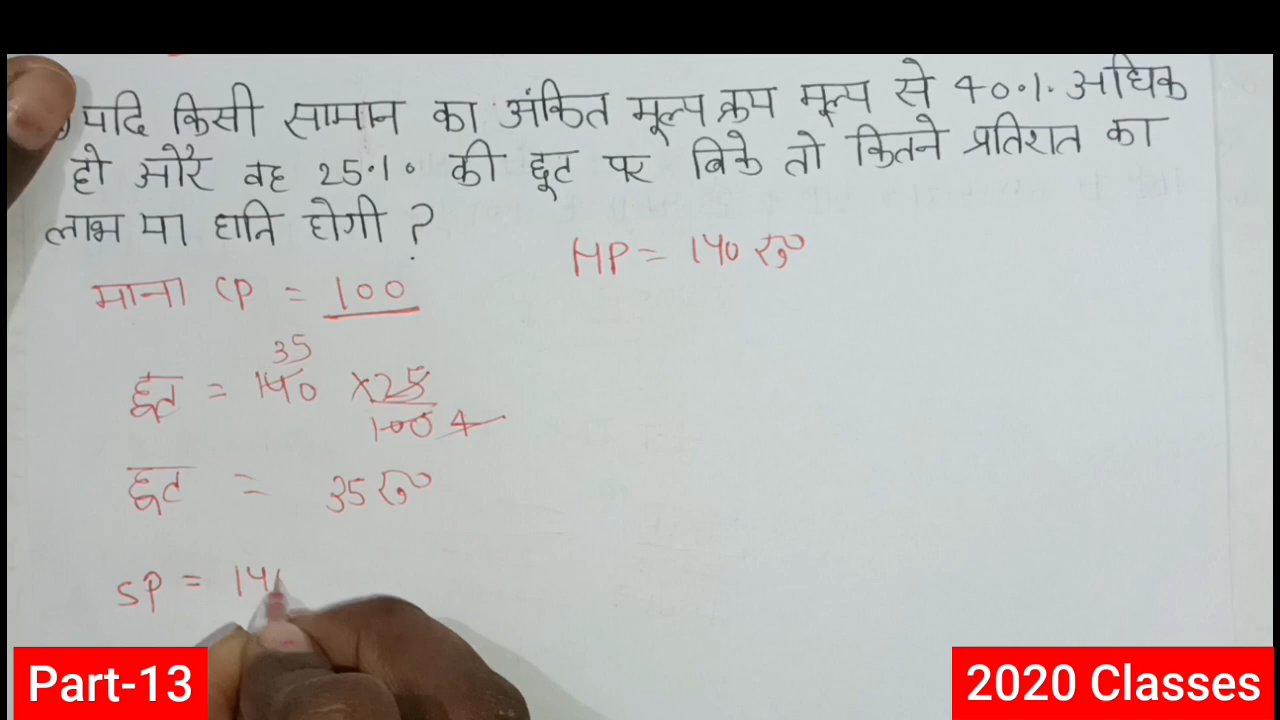 यदि किसी सामान का अंकित मूल्य क्रय मूल्य से 40% अधिक
हो और वह 25% की छूट पर बिके तो कितने प्रतिशत का
लाभ या हानि होगी ?
MP = 140 रु०
माना CP = 100
35
छूट = 140 × 25
100 4
छूट = 35 रु०
SP = 14
Part-13
2020 Classes